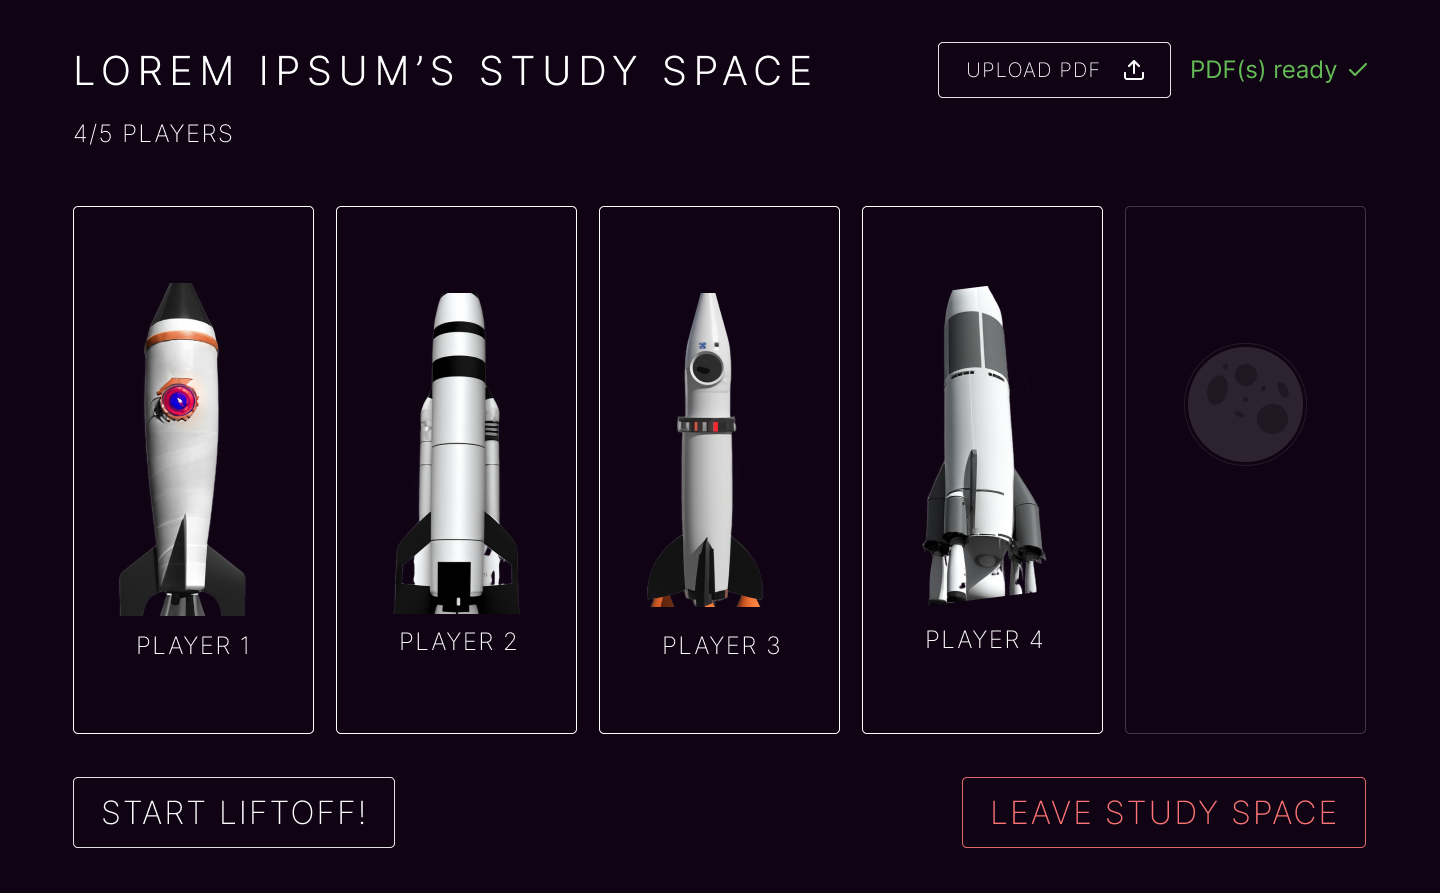 LOREM IPSUM’S STUDY SPACE
UPLOAD PDF
PDF(s) ready
4/5 PLAYERS
PLAYER 1
PLAYER 2
PLAYER 3
PLAYER 4
START LIFTOFF!
LEAVE STUDY SPACE